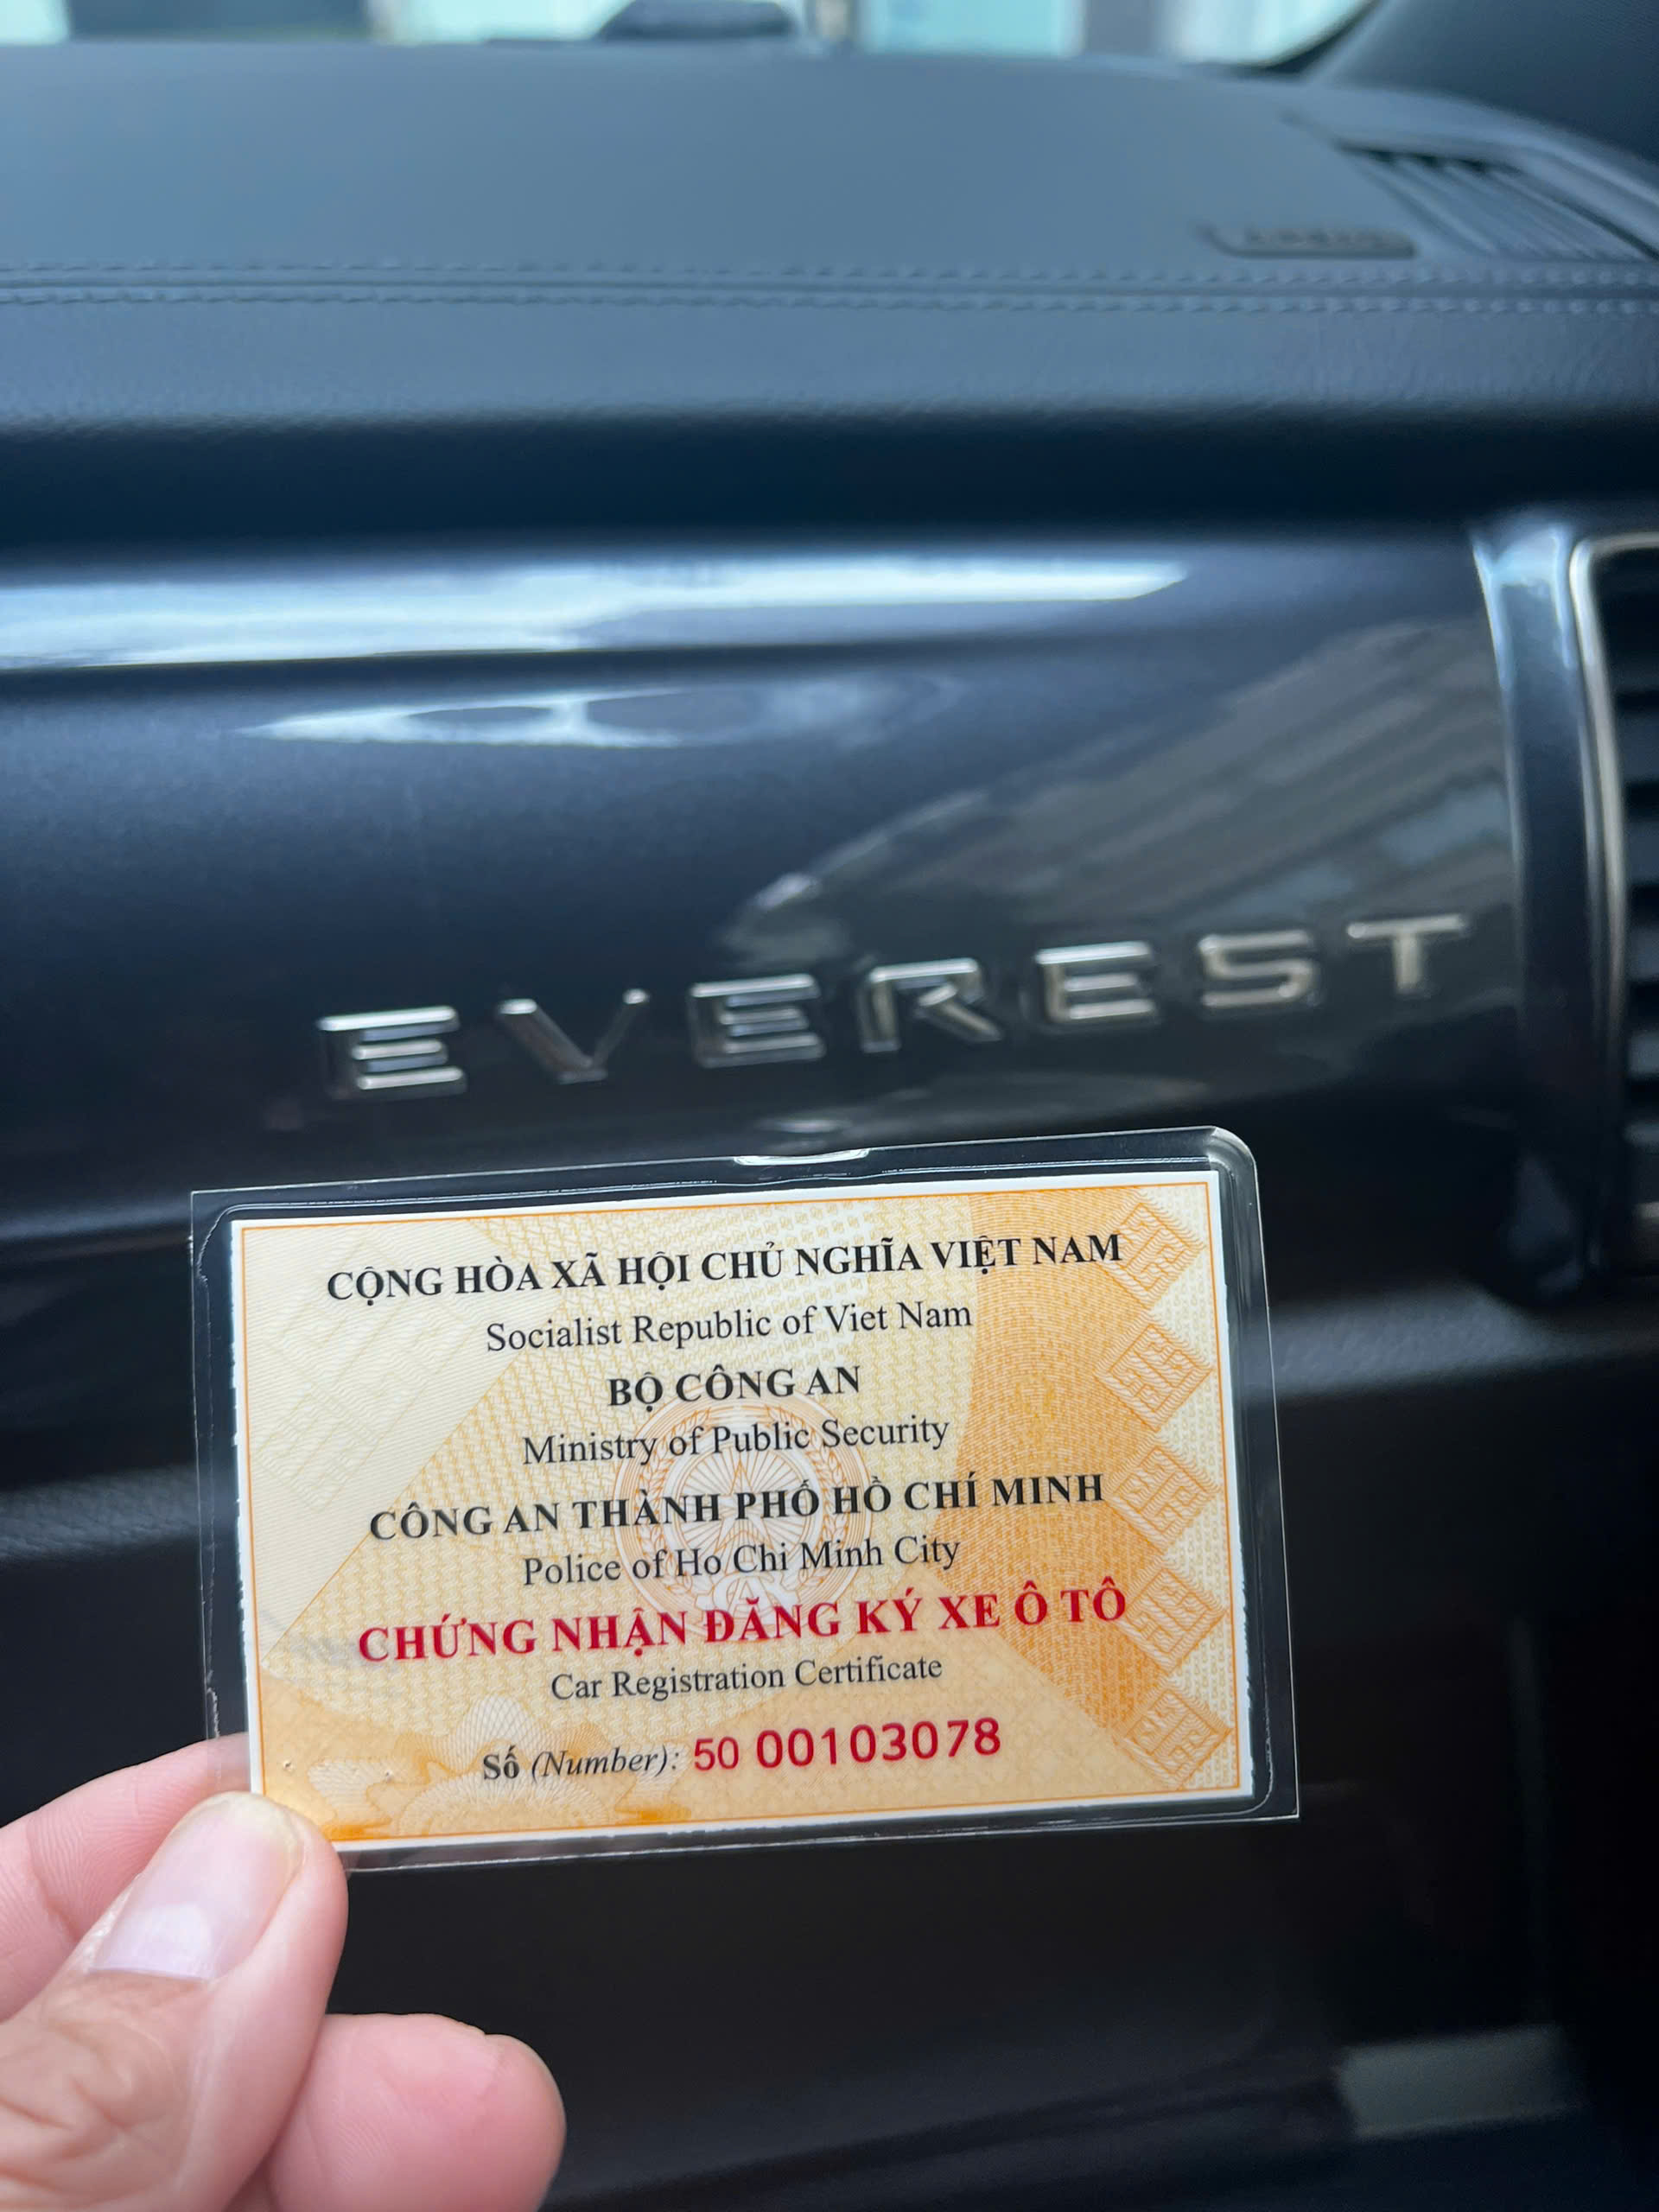 EVEREST
CỘNG HÒA XÃ HỘI CHỦ NGHĨA VIỆT NAM
Socialist Republic of Viet Nam
BỘ CÔNG AN
Ministry of Public Security
CÔNG AN THÀNH PHỐ HỒ CHÍ MINH
Police of Ho Chi Minh City
CHỨNG NHẬN ĐĂNG KÝ XE Ô TÔ
Car Registration Certificate
Số (Number): 50 00103078